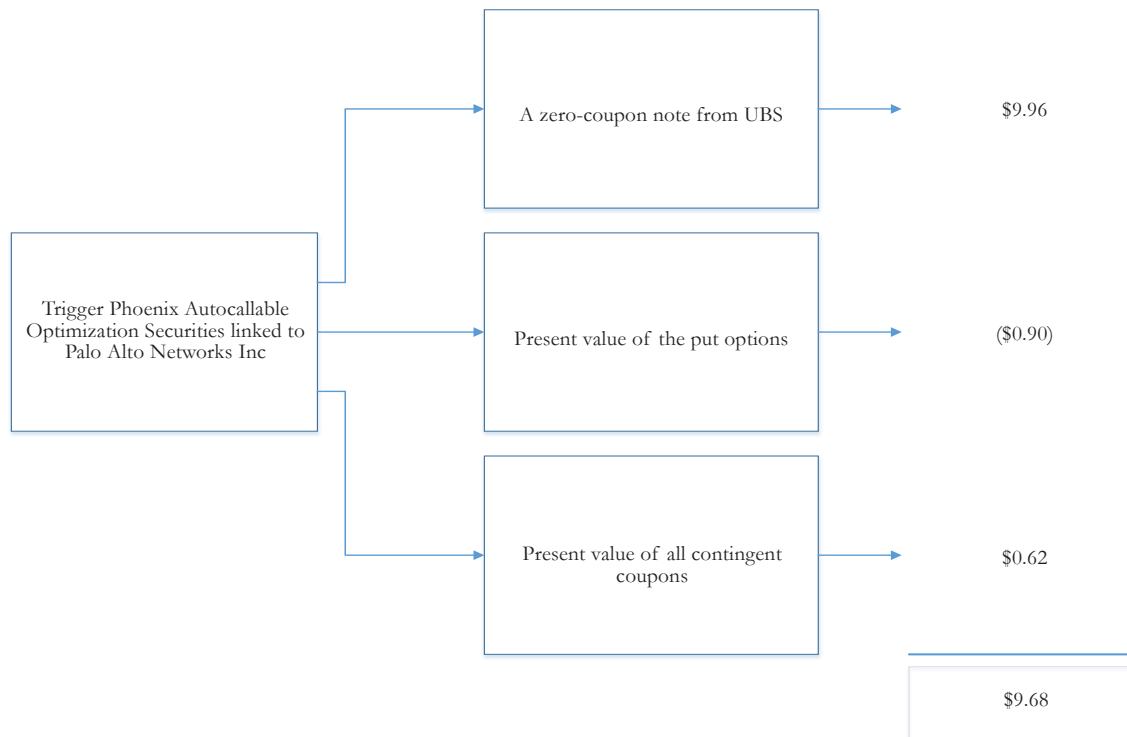 A zero-coupon note from UBS
$9.96
Trigger Phoenix Autocallable
Optimization Securities linked to
Palo Alto Networks Inc
Present value of the put options
($0.90)
Present value of all contingent
coupons
$0.62
$9.68